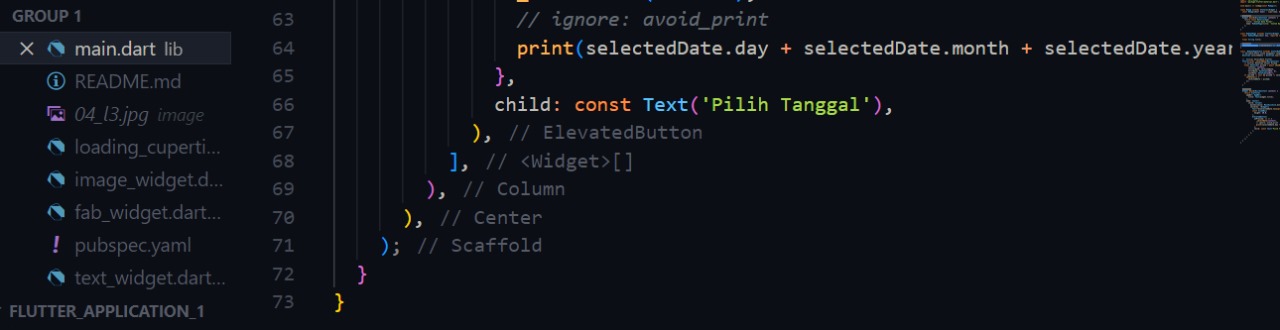 GROUP 1
main.dart lib
README.md
04_l3.jpg image
loading_cuperti...
image_widget.d...
fab_widget.dart...
pubspec.yaml
text_widget.dart...
FLUTTER_APPLICATION_1
63 // ignore: avoid_print
64 print(selectedDate.day + selectedDate.month + selectedDate.year
65 },
66 child: const Text('Pilih Tanggal'),
67 ), // ElevatedButton
68 ], // <Widget>[]
69 ), // Column
70 ), // Center
71 ); // Scaffold
72 }
73 }